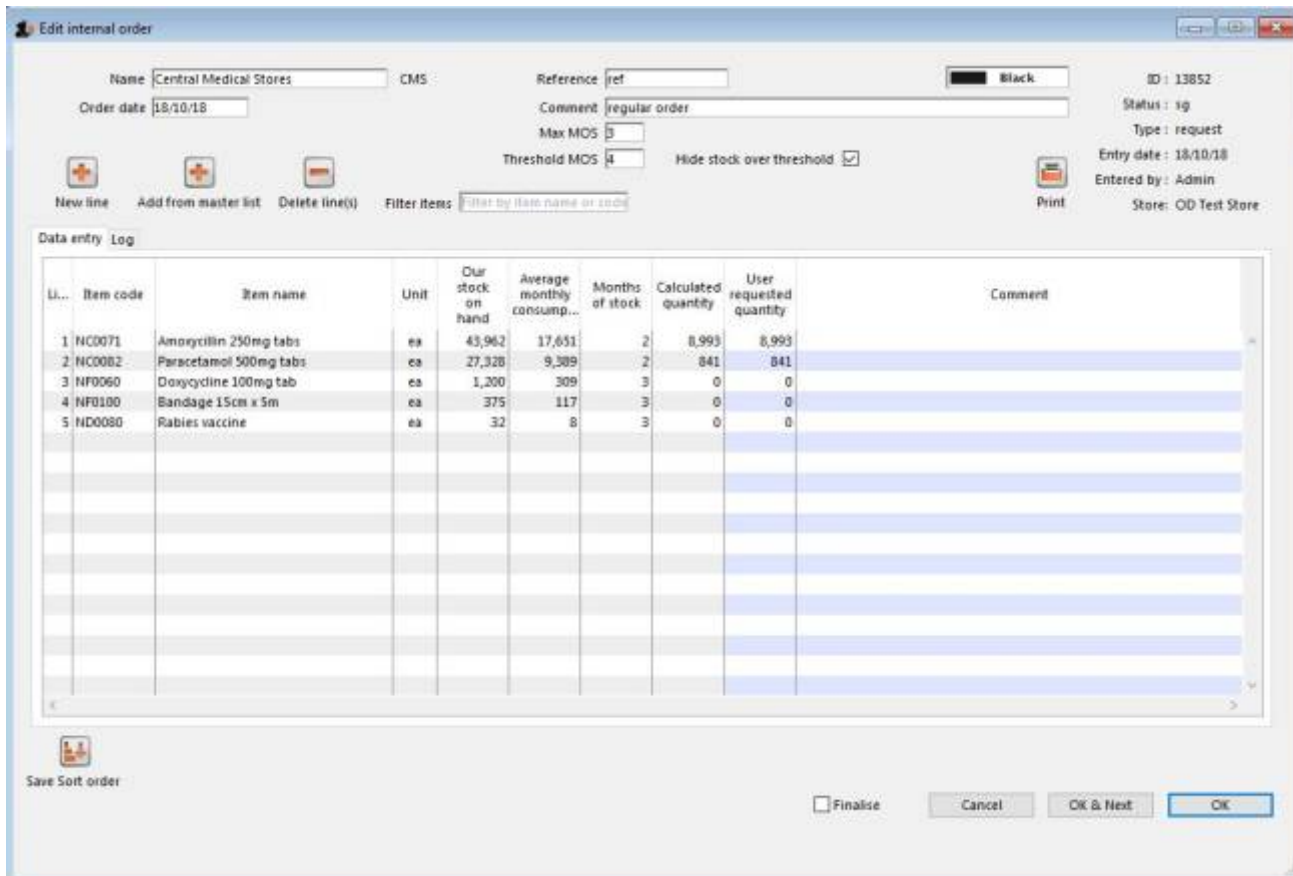 Edit internal order
Name Central Medical Stores CMS Reference ref Black ID : 13852
Order date 18/10/18 Comment regular order Status : sg
Max MOS 3 Type : request
Threshold MOS 4 Hide stock over threshold Entry date : 18/10/18
Entered by : Admin
New line Add from master list Delete line(s) Filter items Filter by item name or code Print Store: OD Test Store
Data entry Log
Li... Item code Item name Unit Our stock on hand Average monthly consump... Months of stock Calculated quantity User requested quantity Comment
1 NC0071 Amoxycillin 250mg tabs ea 43,962 17,651 2 8,993 8,993
2 NC0082 Paracetamol 500mg tabs ea 27,328 9,389 2 841 841
3 NF0060 Doxycycline 100mg tab ea 1,200 309 3 0 0
4 NF0100 Bandage 15cm x 5m ea 375 117 3 0 0
5 ND0080 Rabies vaccine ea 32 8 3 0 0
Save Sort order
Finalise Cancel OK & Next OK